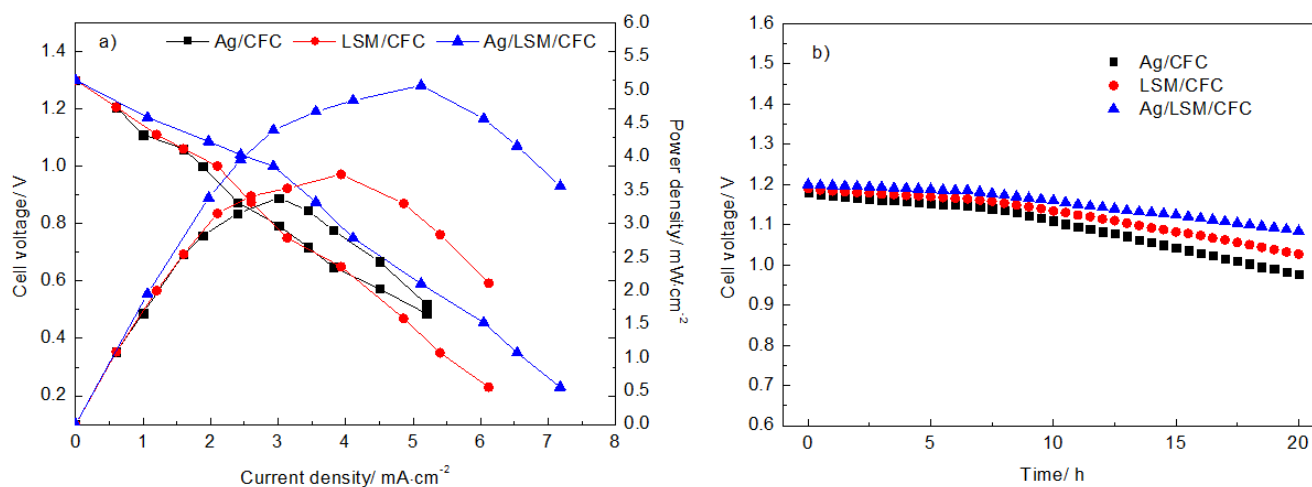 a)
Ag/CFC LSM/CFC Ag/LSM/CFC
1.4
1.2
1.0
0.8
0.6
0.4
0.2
Cell voltage/ V
0 1 2 3 4 5 6 7 8
Current density/ mA·cm⁻²
6.0
5.5
5.0
4.5
4.0
3.5
3.0
2.5
2.0
1.5
1.0
0.5
0.0
Power density/ mW·cm⁻²
b)
Ag/CFC
LSM/CFC
Ag/LSM/CFC
1.6
1.5
1.4
1.3
1.2
1.1
1.0
0.9
0.8
0.7
0.6
Cell voltage/ V
0 5 10 15 20
Time/ h